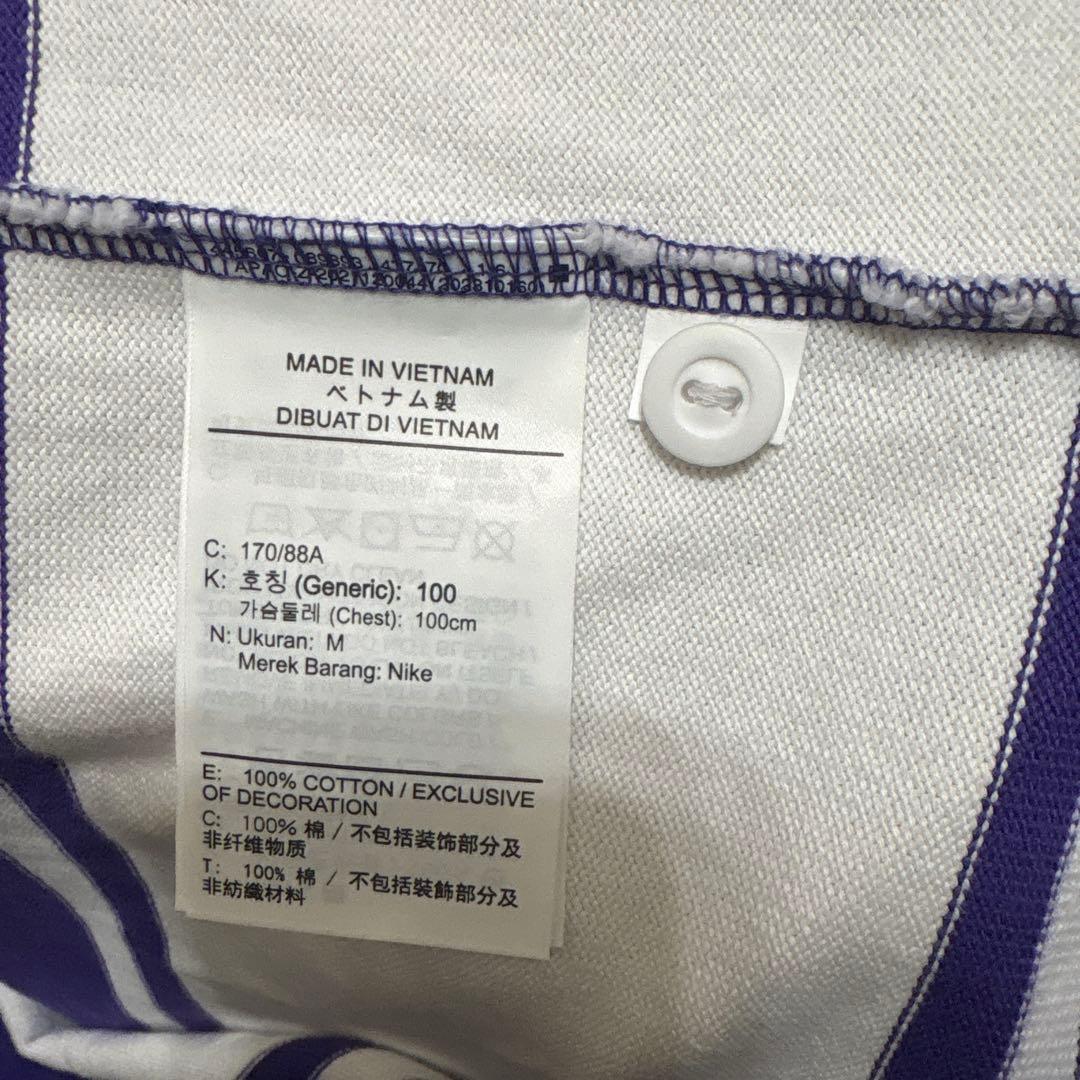 MADE IN VIETNAM
ベトナム製
DIBUAT DI VIETNAM
C: 170/88A
K: 호칭 (Generic): 100
가슴둘레 (Chest): 100cm
N: Ukuran: M
Merek Barang: Nike
E: 100% COTTON / EXCLUSIVE
OF DECORATION
C: 100% 棉 / 不包括装饰部分及
非纤维物质
T: 100% 棉 / 不包括裝飾部分及
非紡織材料